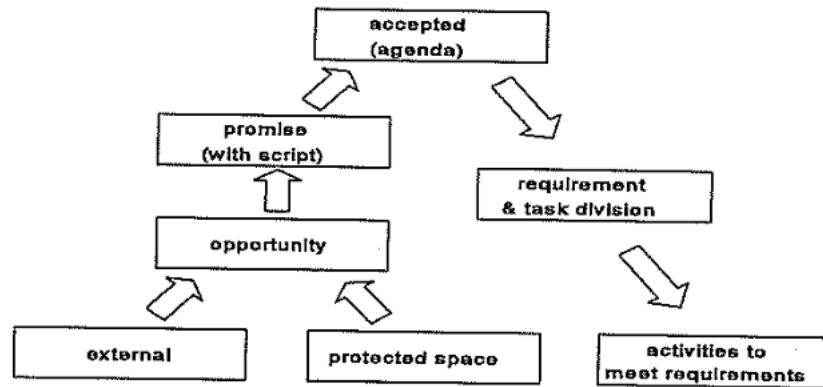 accepted
(agenda)
promise
(with script)
requirement
& task division
opportunity
external
protected space
activities to
meet requirements